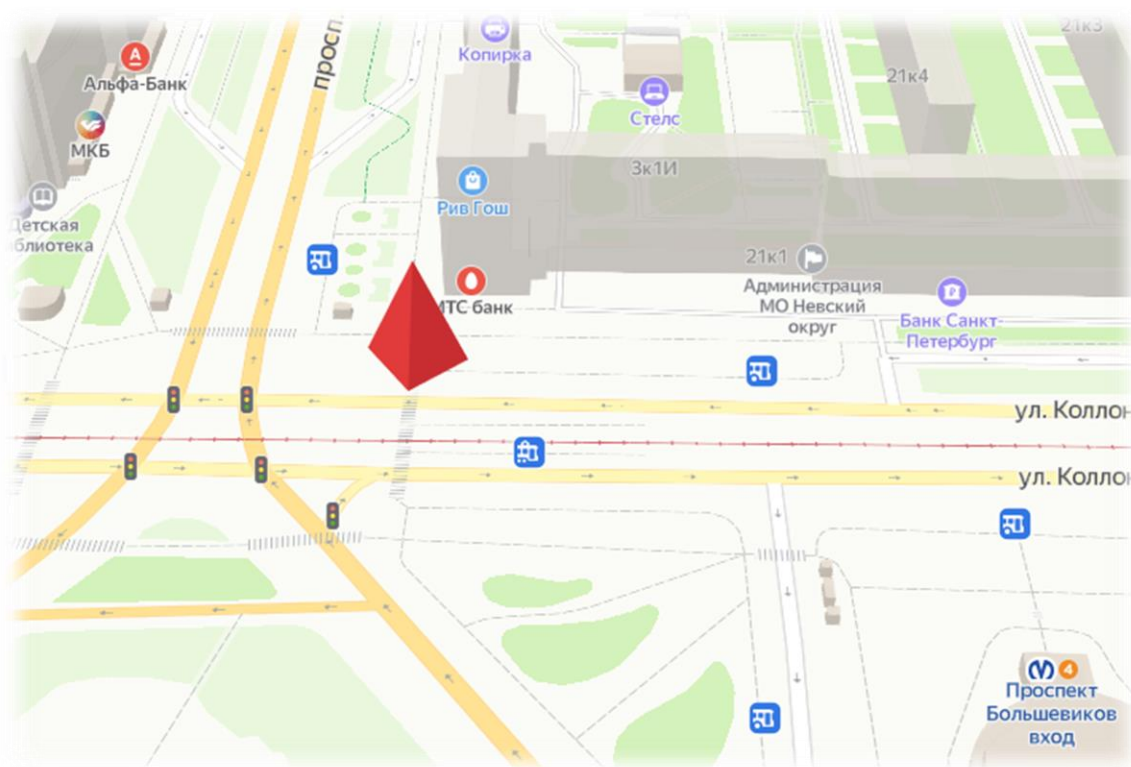 21к3
Копирка
просп
Альфа-Банк
21к4
Стелс
МКБ
3к1И
Рив Гош
Детская
библиотека
21к1
Администрация
МО Невский
округ
МТС банк
Банк Санкт-
Петербург
ул. Коллон
ул. Коллон
4
Проспект
Большевиков
вход